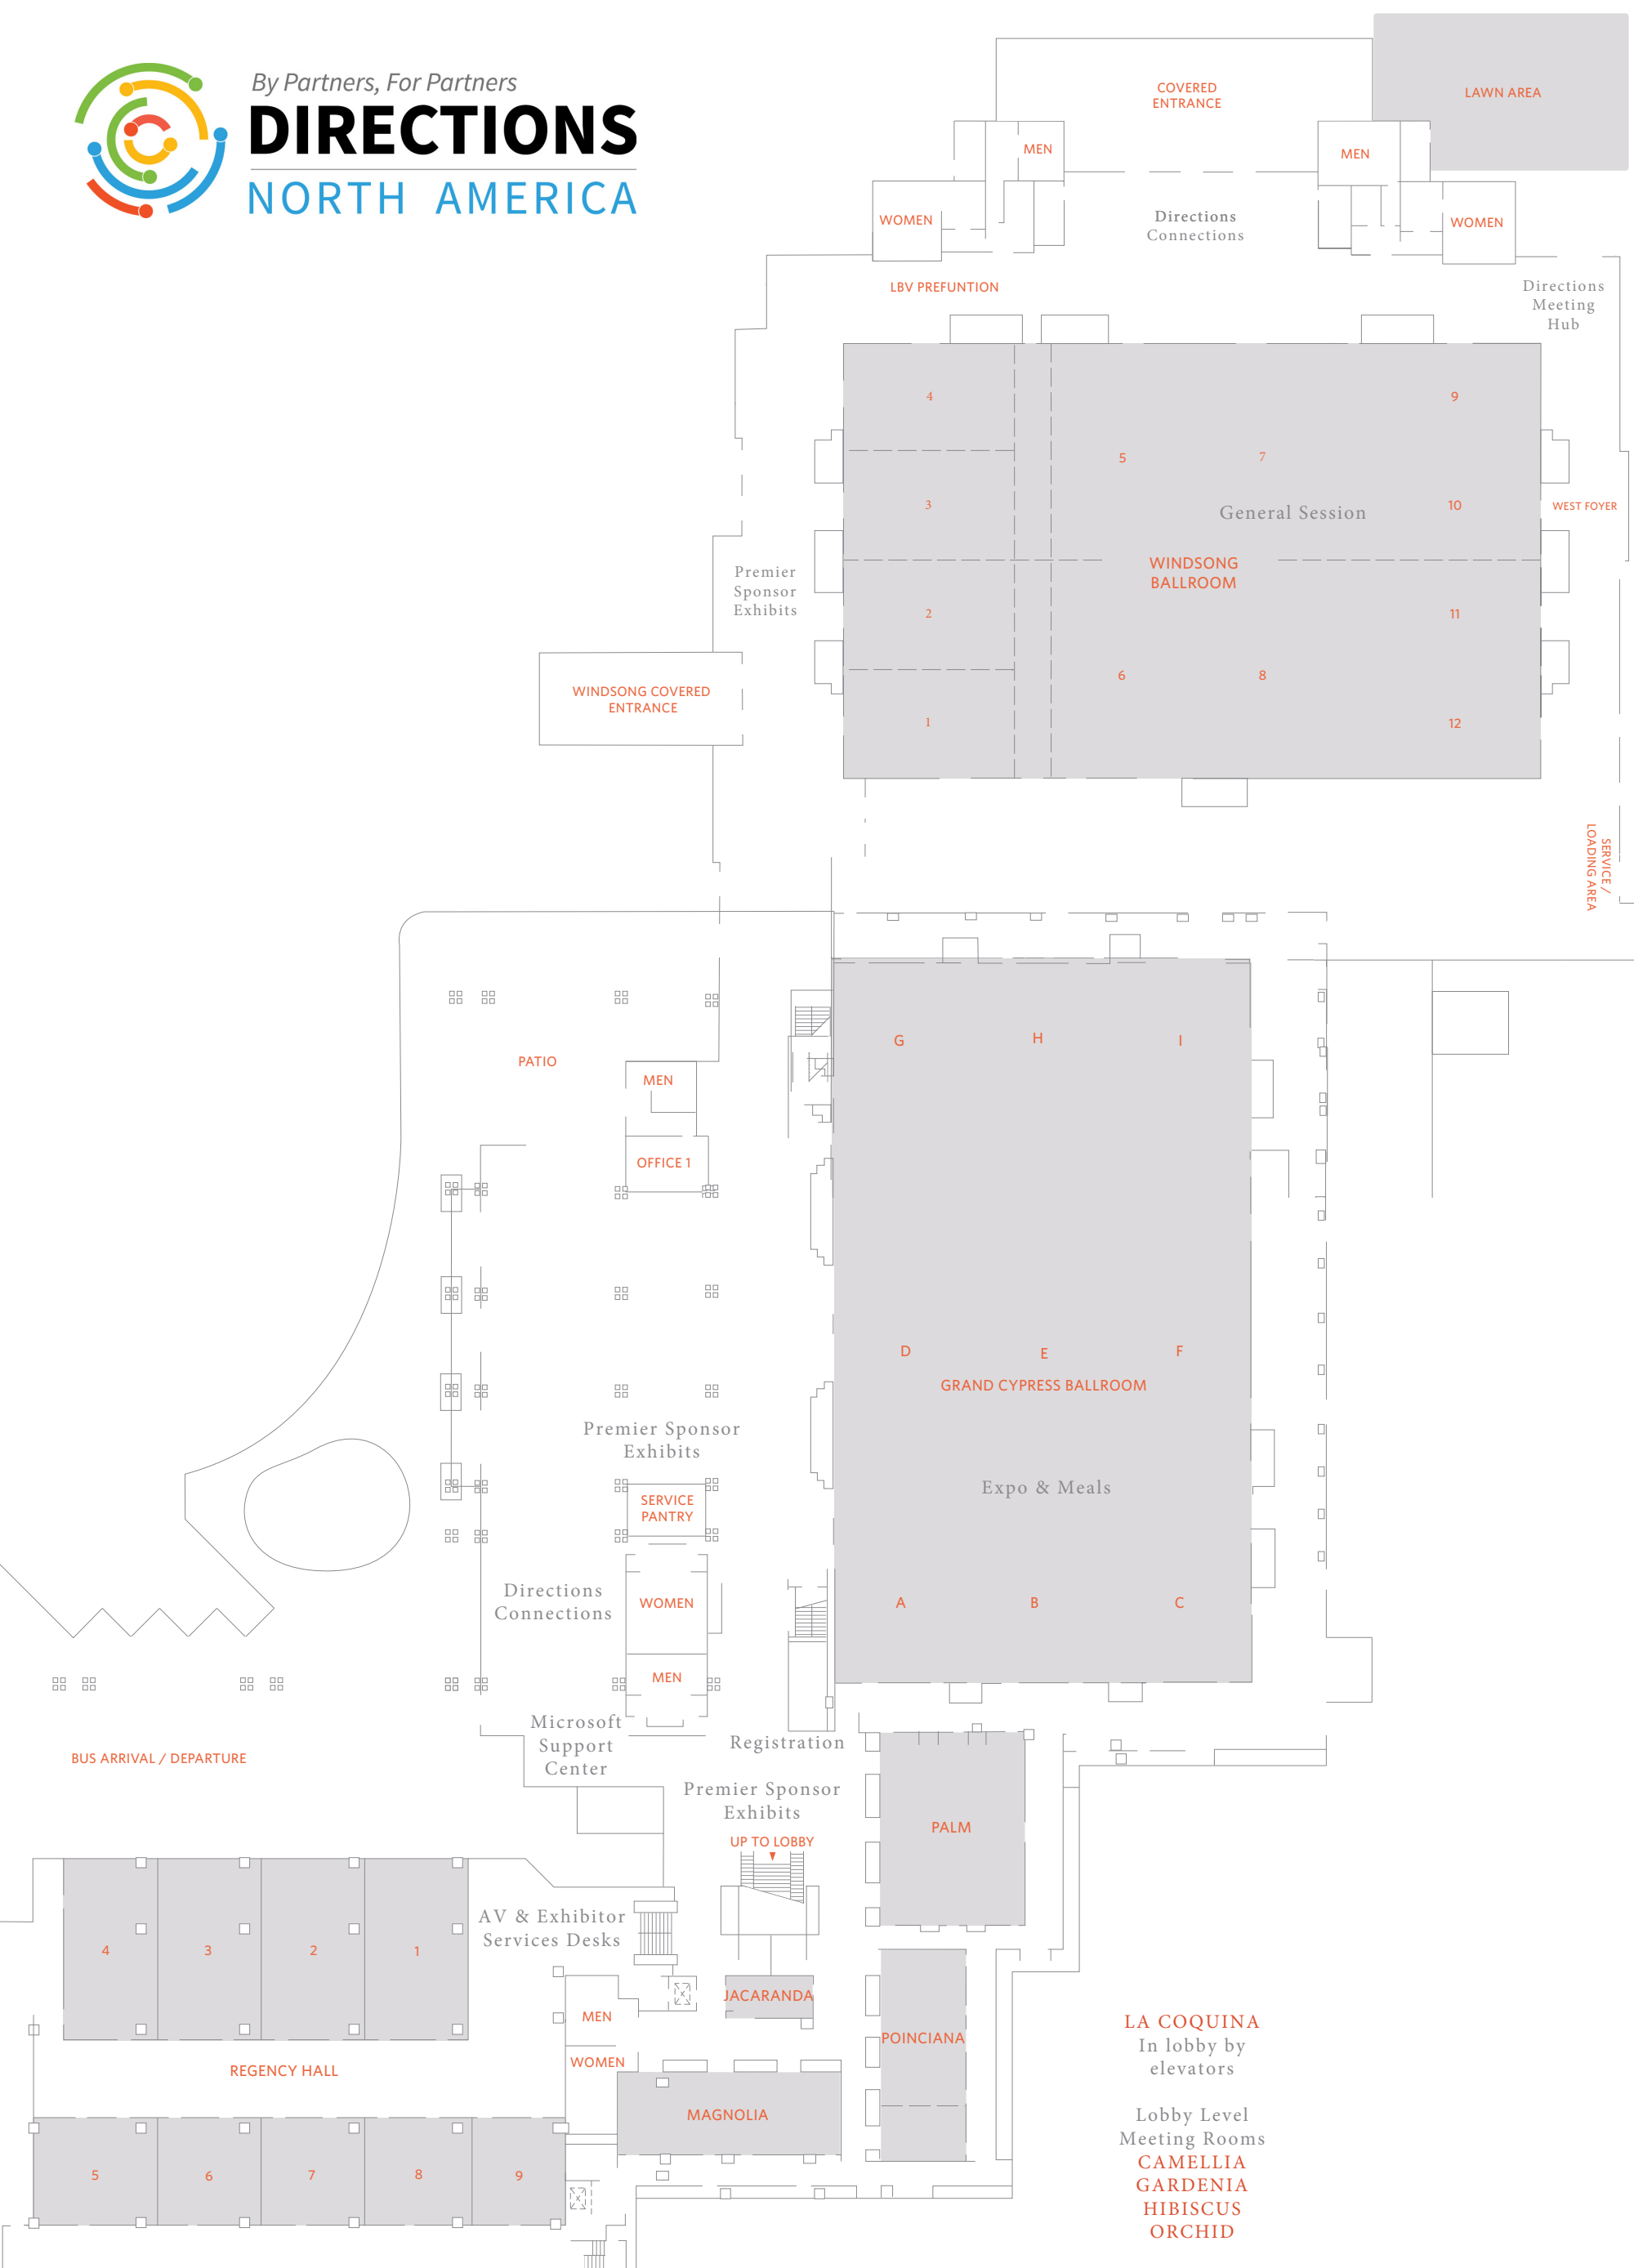 By Partners, For Partners
DIRECTIONS
NORTH AMERICA
COVERED
ENTRANCE
LAWN AREA
MEN
MEN
WOMEN
Directions
Connections
WOMEN
LBV PREFUNTION
Directions
Meeting
Hub
4
9
5
7
3
General Session
10
WEST FOYER
WINDSONG
BALLROOM
Premier
Sponsor
Exhibits
2
11
6
8
WINDSONG COVERED
ENTRANCE
1
12
SERVICE /
LOADING AREA
G
H
I
PATIO
MEN
OFFICE 1
D
E
F
GRAND CYPRESS BALLROOM
Premier Sponsor
Exhibits
Expo & Meals
SERVICE
PANTRY
Directions
Connections
WOMEN
A
B
C
MEN
Microsoft
Support
Center
Registration
BUS ARRIVAL / DEPARTURE
Premier Sponsor
Exhibits
UP TO LOBBY
PALM
AV & Exhibitor
Services Desks
4
3
2
1
JACARANDA
MEN
POINCIANA
WOMEN
REGENCY HALL
MAGNOLIA
5
6
7
8
9
LA COQUINA
In lobby by
elevators
Lobby Level
Meeting Rooms
CAMELLIA
GARDENIA
HIBISCUS
ORCHID